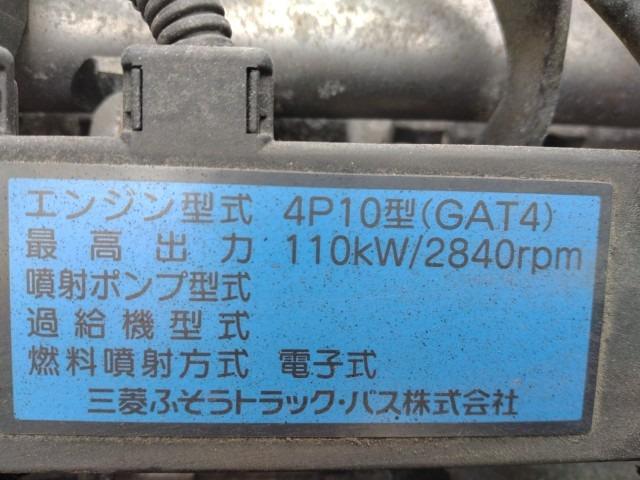 エンジン型式 4P10型(GAT4)
最高出力 110kW/2840rpm
噴射ポンプ型式
過給機型式
燃料噴射方式 電子式
三菱ふそうトラック・バス株式会社